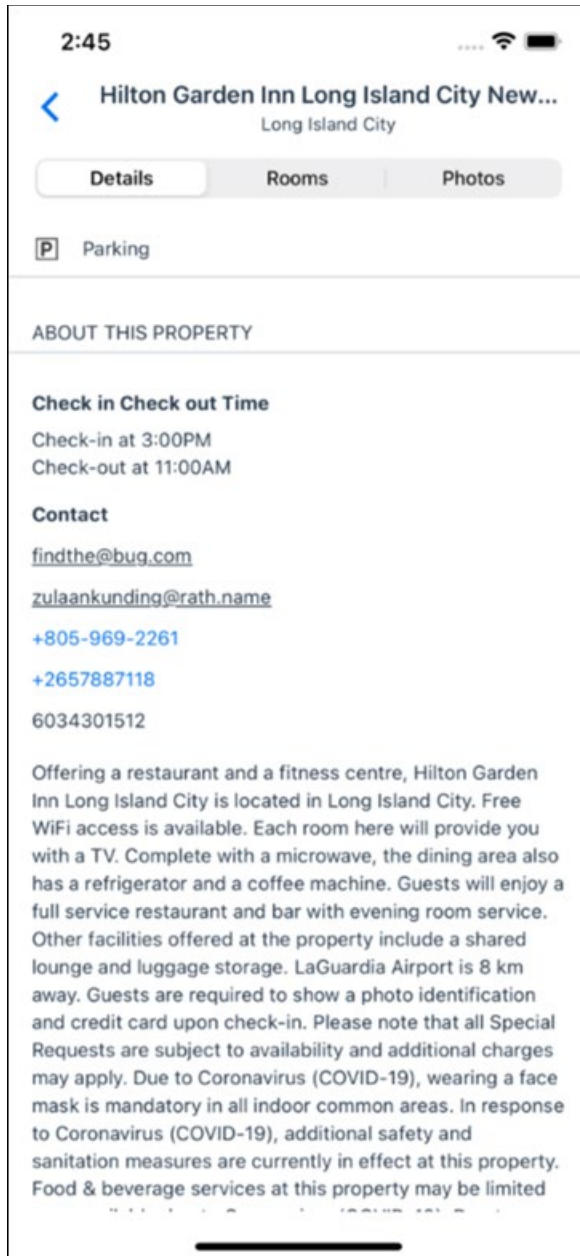 2:45
Hilton Garden Inn Long Island City New...
Long Island City
Details Rooms Photos
P Parking
ABOUT THIS PROPERTY
Check in Check out Time
Check-in at 3:00PM
Check-out at 11:00AM
Contact
findthe@bug.com
zulaankunding@rath.name
+805-969-2261
+2657887118
6034301512
Offering a restaurant and a fitness centre, Hilton Garden
Inn Long Island City is located in Long Island City. Free
WiFi access is available. Each room here will provide you
with a TV. Complete with a microwave, the dining area also
has a refrigerator and a coffee machine. Guests will enjoy a
full service restaurant and bar with evening room service.
Other facilities offered at the property include a shared
lounge and luggage storage. LaGuardia Airport is 8 km
away. Guests are required to show a photo identification
and credit card upon check-in. Please note that all Special
Requests are subject to availability and additional charges
may apply. Due to Coronavirus (COVID-19), wearing a face
mask is mandatory in all indoor common areas. In response
to Coronavirus (COVID-19), additional safety and
sanitation measures are currently in effect at this property.
Food & beverage services at this property may be limited